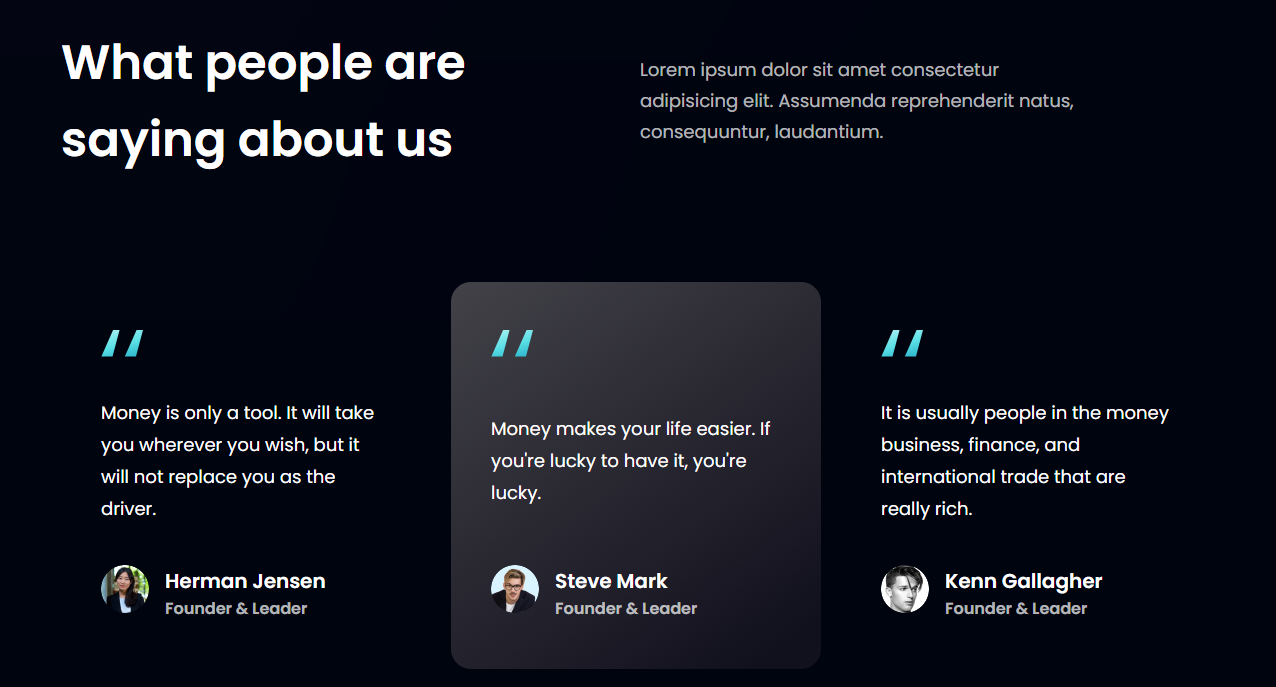 What people are
saying about us
Lorem ipsum dolor sit amet consectetur
adipisicing elit. Assumenda reprehenderit natus,
consequuntur, laudantium.
Money is only a tool. It will take
you wherever you wish, but it
will not replace you as the
driver.
Herman Jensen
Founder & Leader
Money makes your life easier. If
you're lucky to have it, you're
lucky.
Steve Mark
Founder & Leader
It is usually people in the money
business, finance, and
international trade that are
really rich.
Kenn Gallagher
Founder & Leader